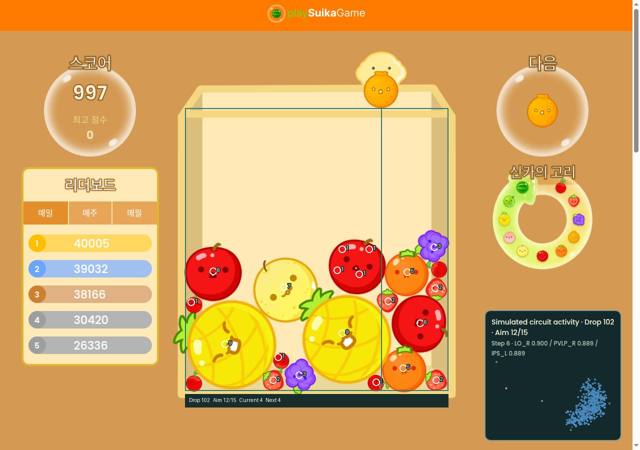 playSuikaGame
스코어
997
최고 점수
0
다음
리더보드
매일
매주
매월
1
40005
2
39032
3
38166
4
30420
5
26336
신카의 고리
Simulated circuit activity · Drop 102
· Aim 12/15
Step 6 · LO_R 0.900 / PVLP_R 0.889 /
IPS_L 0.889
Drop 102 Aim 12/15 Current 4 Next 4